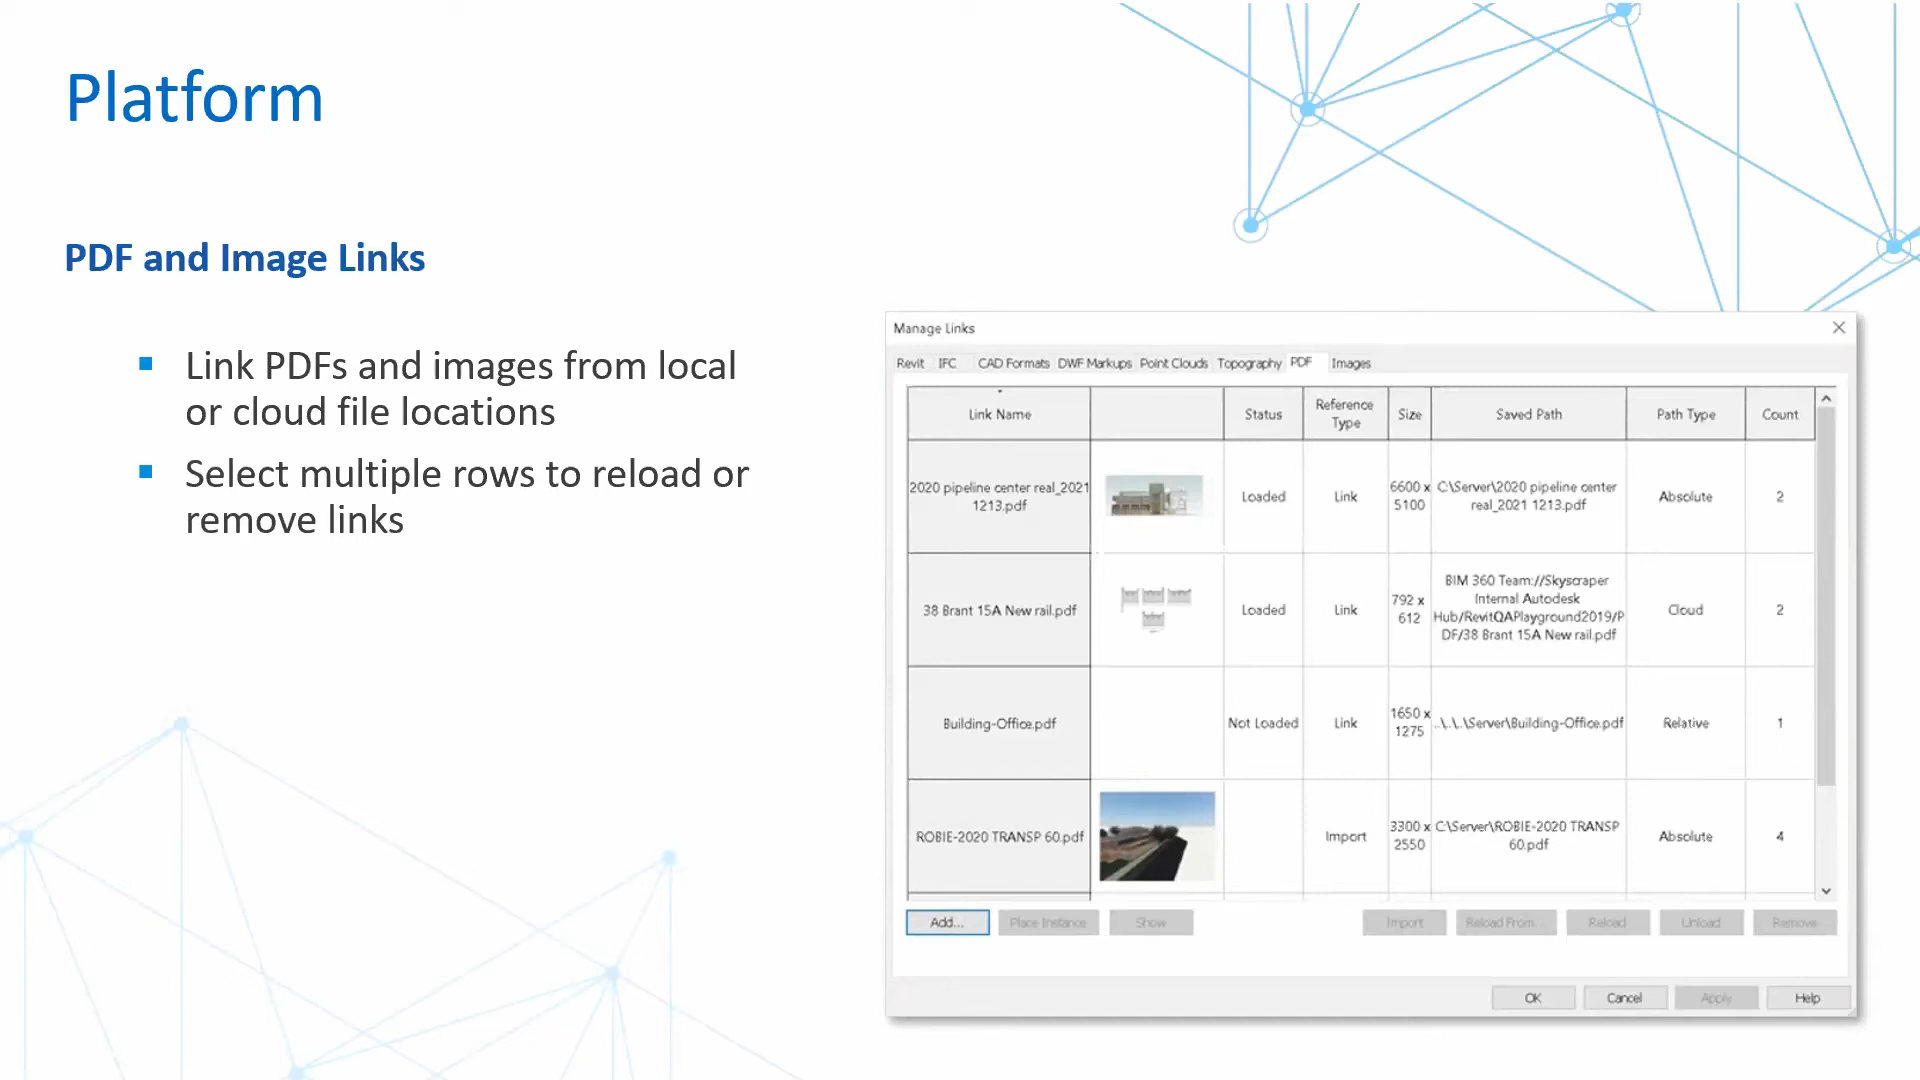 Platform
PDF and Image Links
Link PDFs and images from local
or cloud file locations
Select multiple rows to reload or
remove links
Manage Links
Revit IFC CAD Formats DWF Markups Point Clouds Topography PDF Images
Link Name Status Reference Type Size Saved Path Path Type Count
2020 pipeline center real_2021
1213.pdf
Loaded
Link
6600 x
5100
C:\Server\2020 pipeline center
real_2021 1213.pdf
Absolute
2
38 Brant 15A New rail.pdf
Loaded
Link
792 x
612
BIM 360 Team://Skyscraper
Internal Autodesk
Hub/RevitQAPlayground2019/P
DF/38 Brant 15A New rail.pdf
Cloud
2
Building-Office.pdf
Not Loaded
Link
1650 x
1275
..\..\..\Server\Building-Office.pdf
Relative
1
ROBIE-2020 TRANSP 60.pdf
Import
3300 x
2550
C:\Server\ROBIE-2020 TRANSP
60.pdf
Absolute
4
Add... Place Instance Show Import Reload From... Reload Unload Remove
OK Cancel Apply Help